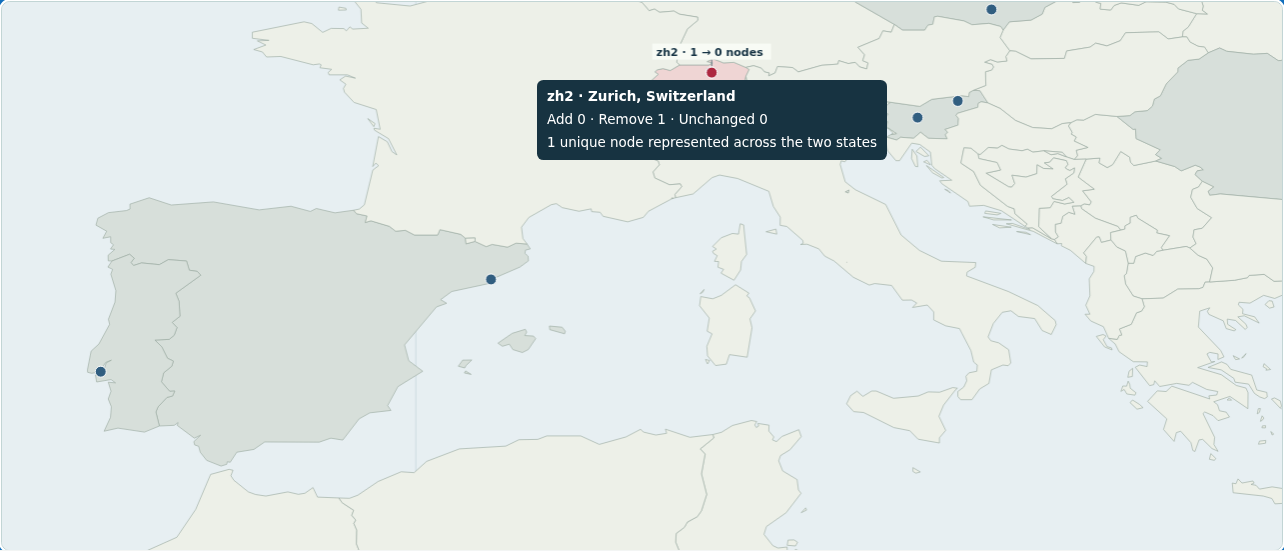 zh2 · 1 → 0 nodes
zh2 · Zurich, Switzerland
Add 0 · Remove 1 · Unchanged 0
1 unique node represented across the two states